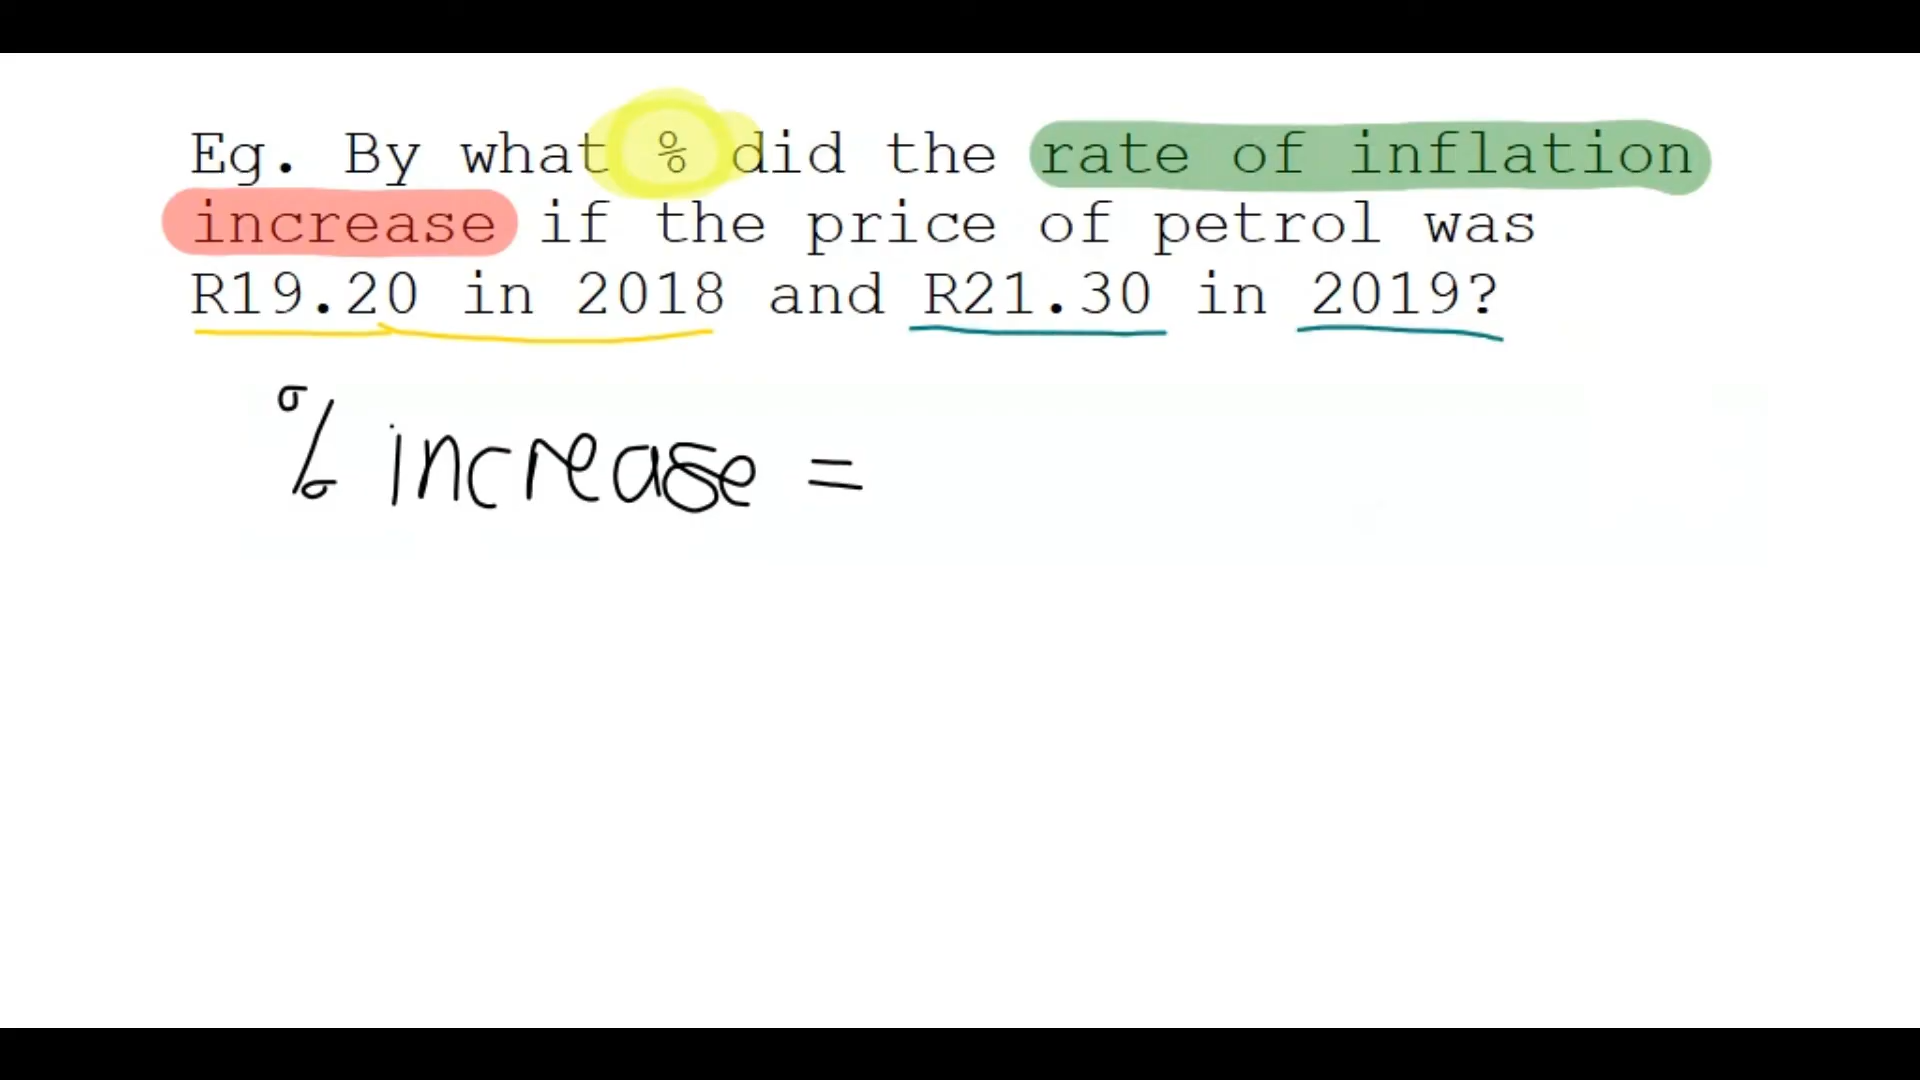 Eg. By what % did the rate of inflation
increase if the price of petrol was
R19.20 in 2018 and R21.30 in 2019?
% increase =